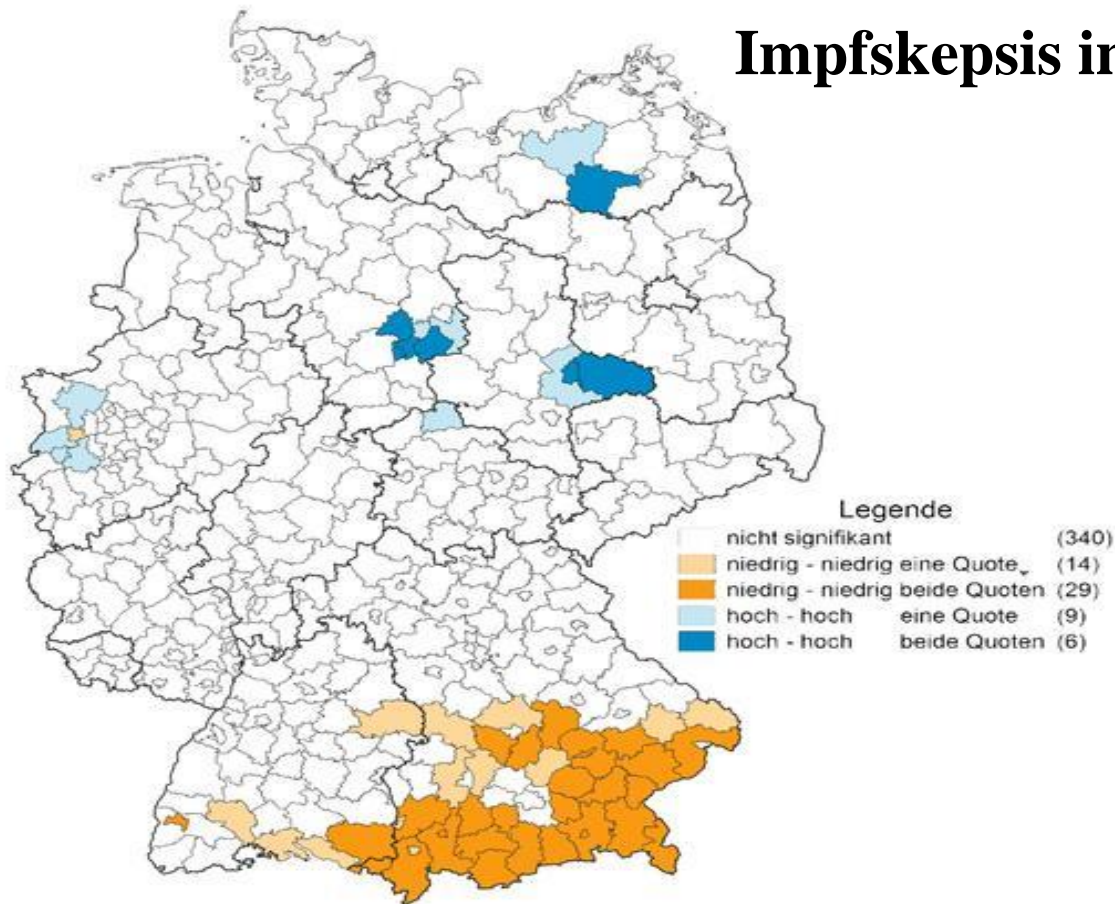 Impfskepsis in
Legende
nicht signifikant (340)
niedrig - niedrig eine Quote (14)
niedrig - niedrig beide Quoten (29)
hoch - hoch eine Quote (9)
hoch - hoch beide Quoten (6)